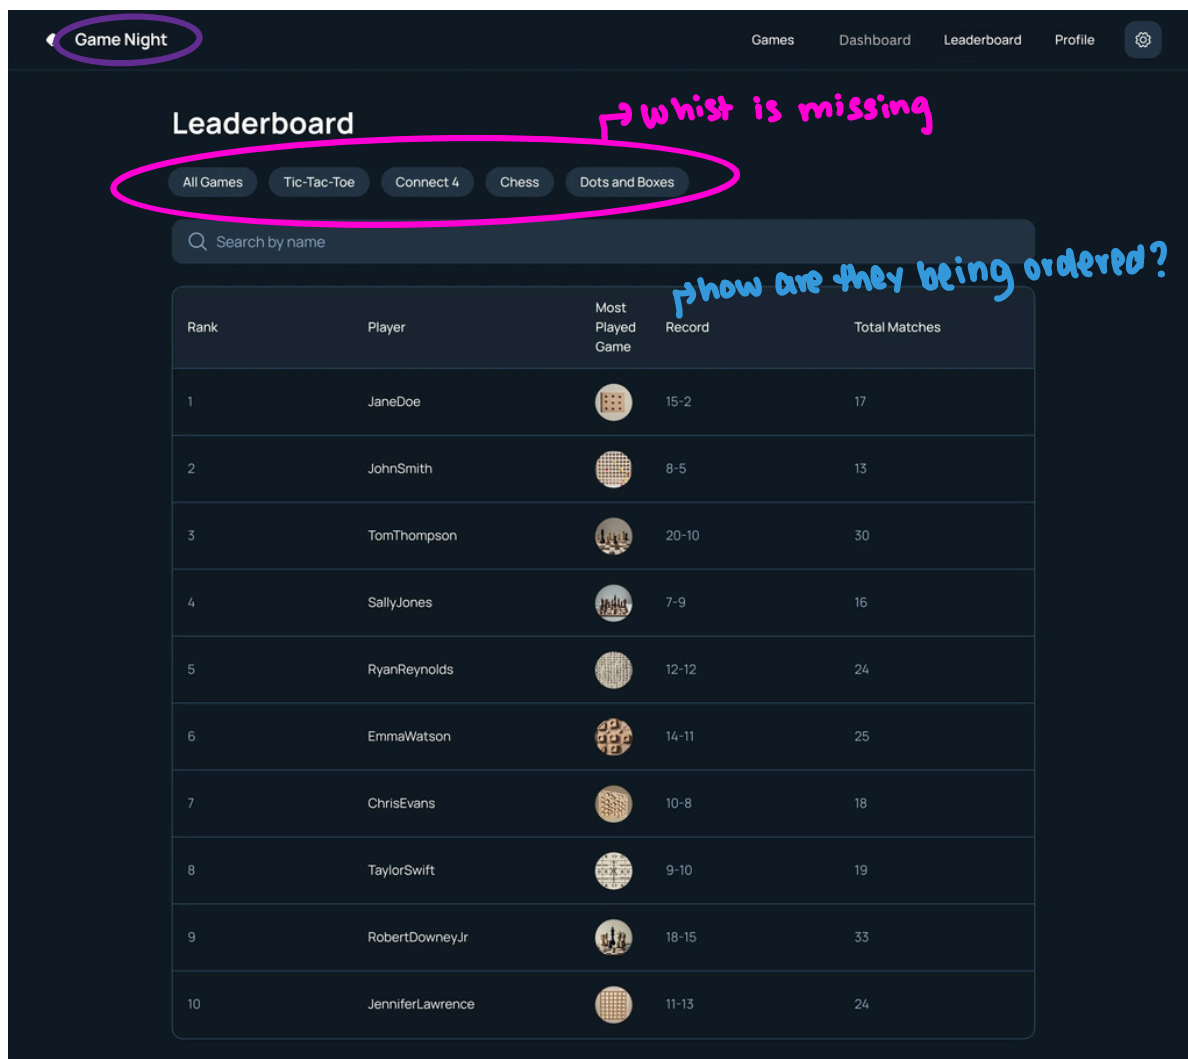 Game Night
Games Dashboard Leaderboard Profile
Leaderboard
whist is missing
All Games Tic-Tac-Toe Connect 4 Chess Dots and Boxes
Search by name
how are they being ordered?
Rank Player Most Played Game Record Total Matches
1 JaneDoe 15-2 17
2 JohnSmith 8-5 13
3 TomThompson 20-10 30
4 SallyJones 7-9 16
5 RyanReynolds 12-12 24
6 EmmaWatson 14-11 25
7 ChrisEvans 10-8 18
8 TaylorSwift 9-10 19
9 RobertDowneyJr 18-15 33
10 JenniferLawrence 11-13 24